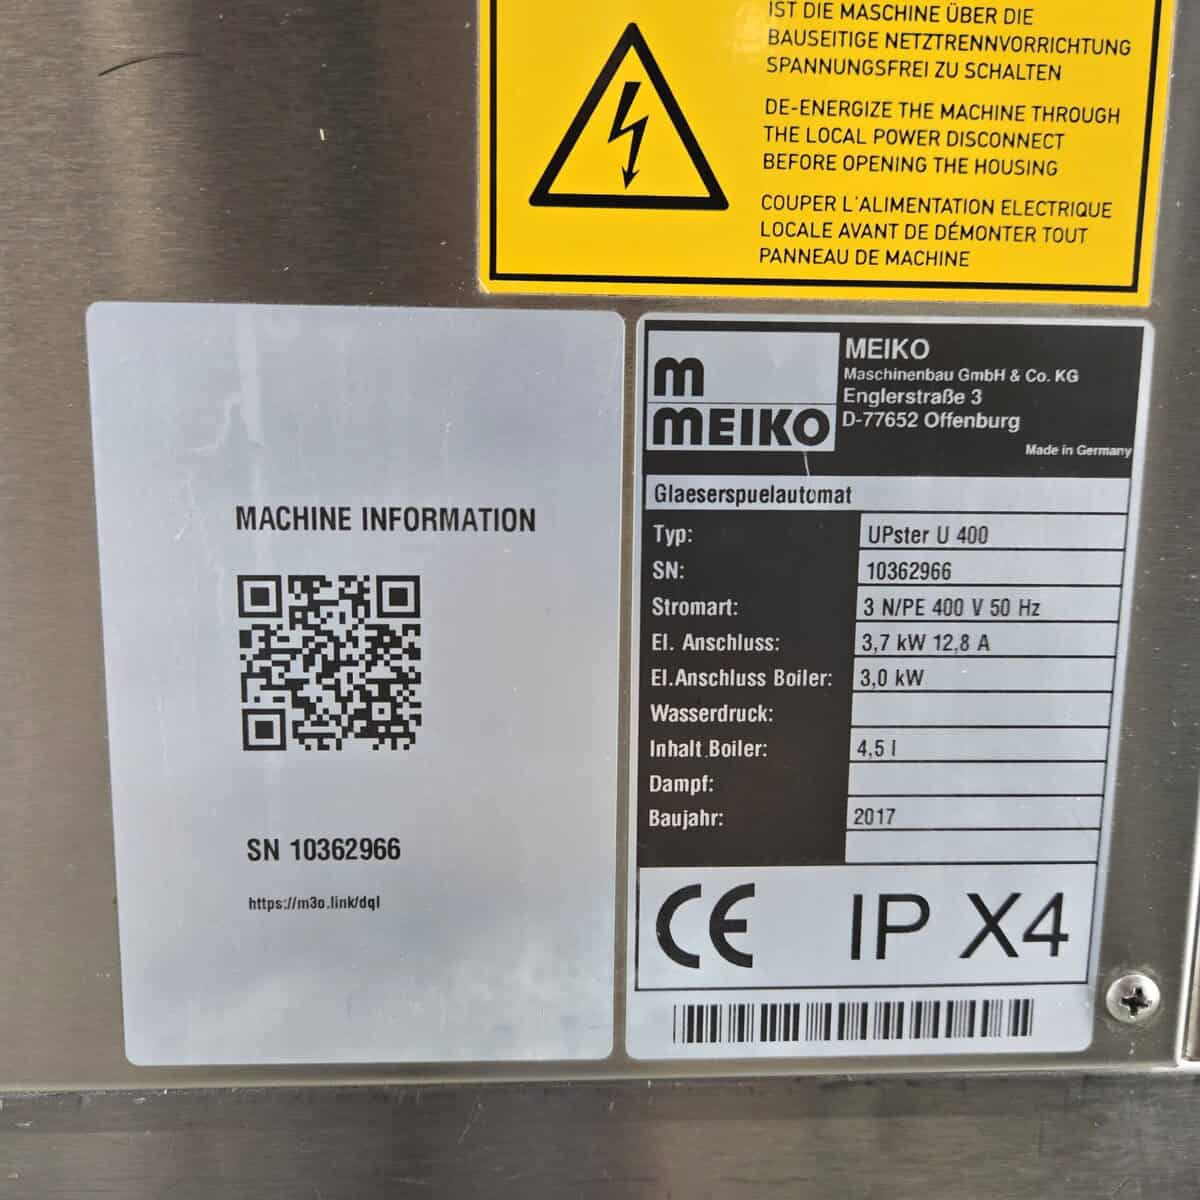 IST DIE MASCHINE ÜBER DIE
BAUSEITIGE NETZTRENNVORRICHTUNG
SPANNUNGSFREI ZU SCHALTEN
DE-ENERGIZE THE MACHINE THROUGH
THE LOCAL POWER DISCONNECT
BEFORE OPENING THE HOUSING
COUPER L'ALIMENTATION ELECTRIQUE
LOCALE AVANT DE DÉMONTER TOUT
PANNEAU DE MACHINE
MACHINE INFORMATION
SN 10362966
https://m3o.link/dql
m
MEIKO
MEIKO
Maschinenbau GmbH & Co. KG
Englerstraße 3
D-77652 Offenburg
Made in Germany
Glaeserspuelautomat
Typ: UPster U 400
SN: 10362966
Stromart: 3 N/PE 400 V 50 Hz
El. Anschluss: 3,7 kW 12,8 A
El.Anschluss Boiler: 3,0 kW
Wasserdruck:
Inhalt Boiler: 4,5 l
Dampf:
Baujahr: 2017
CE IP X4